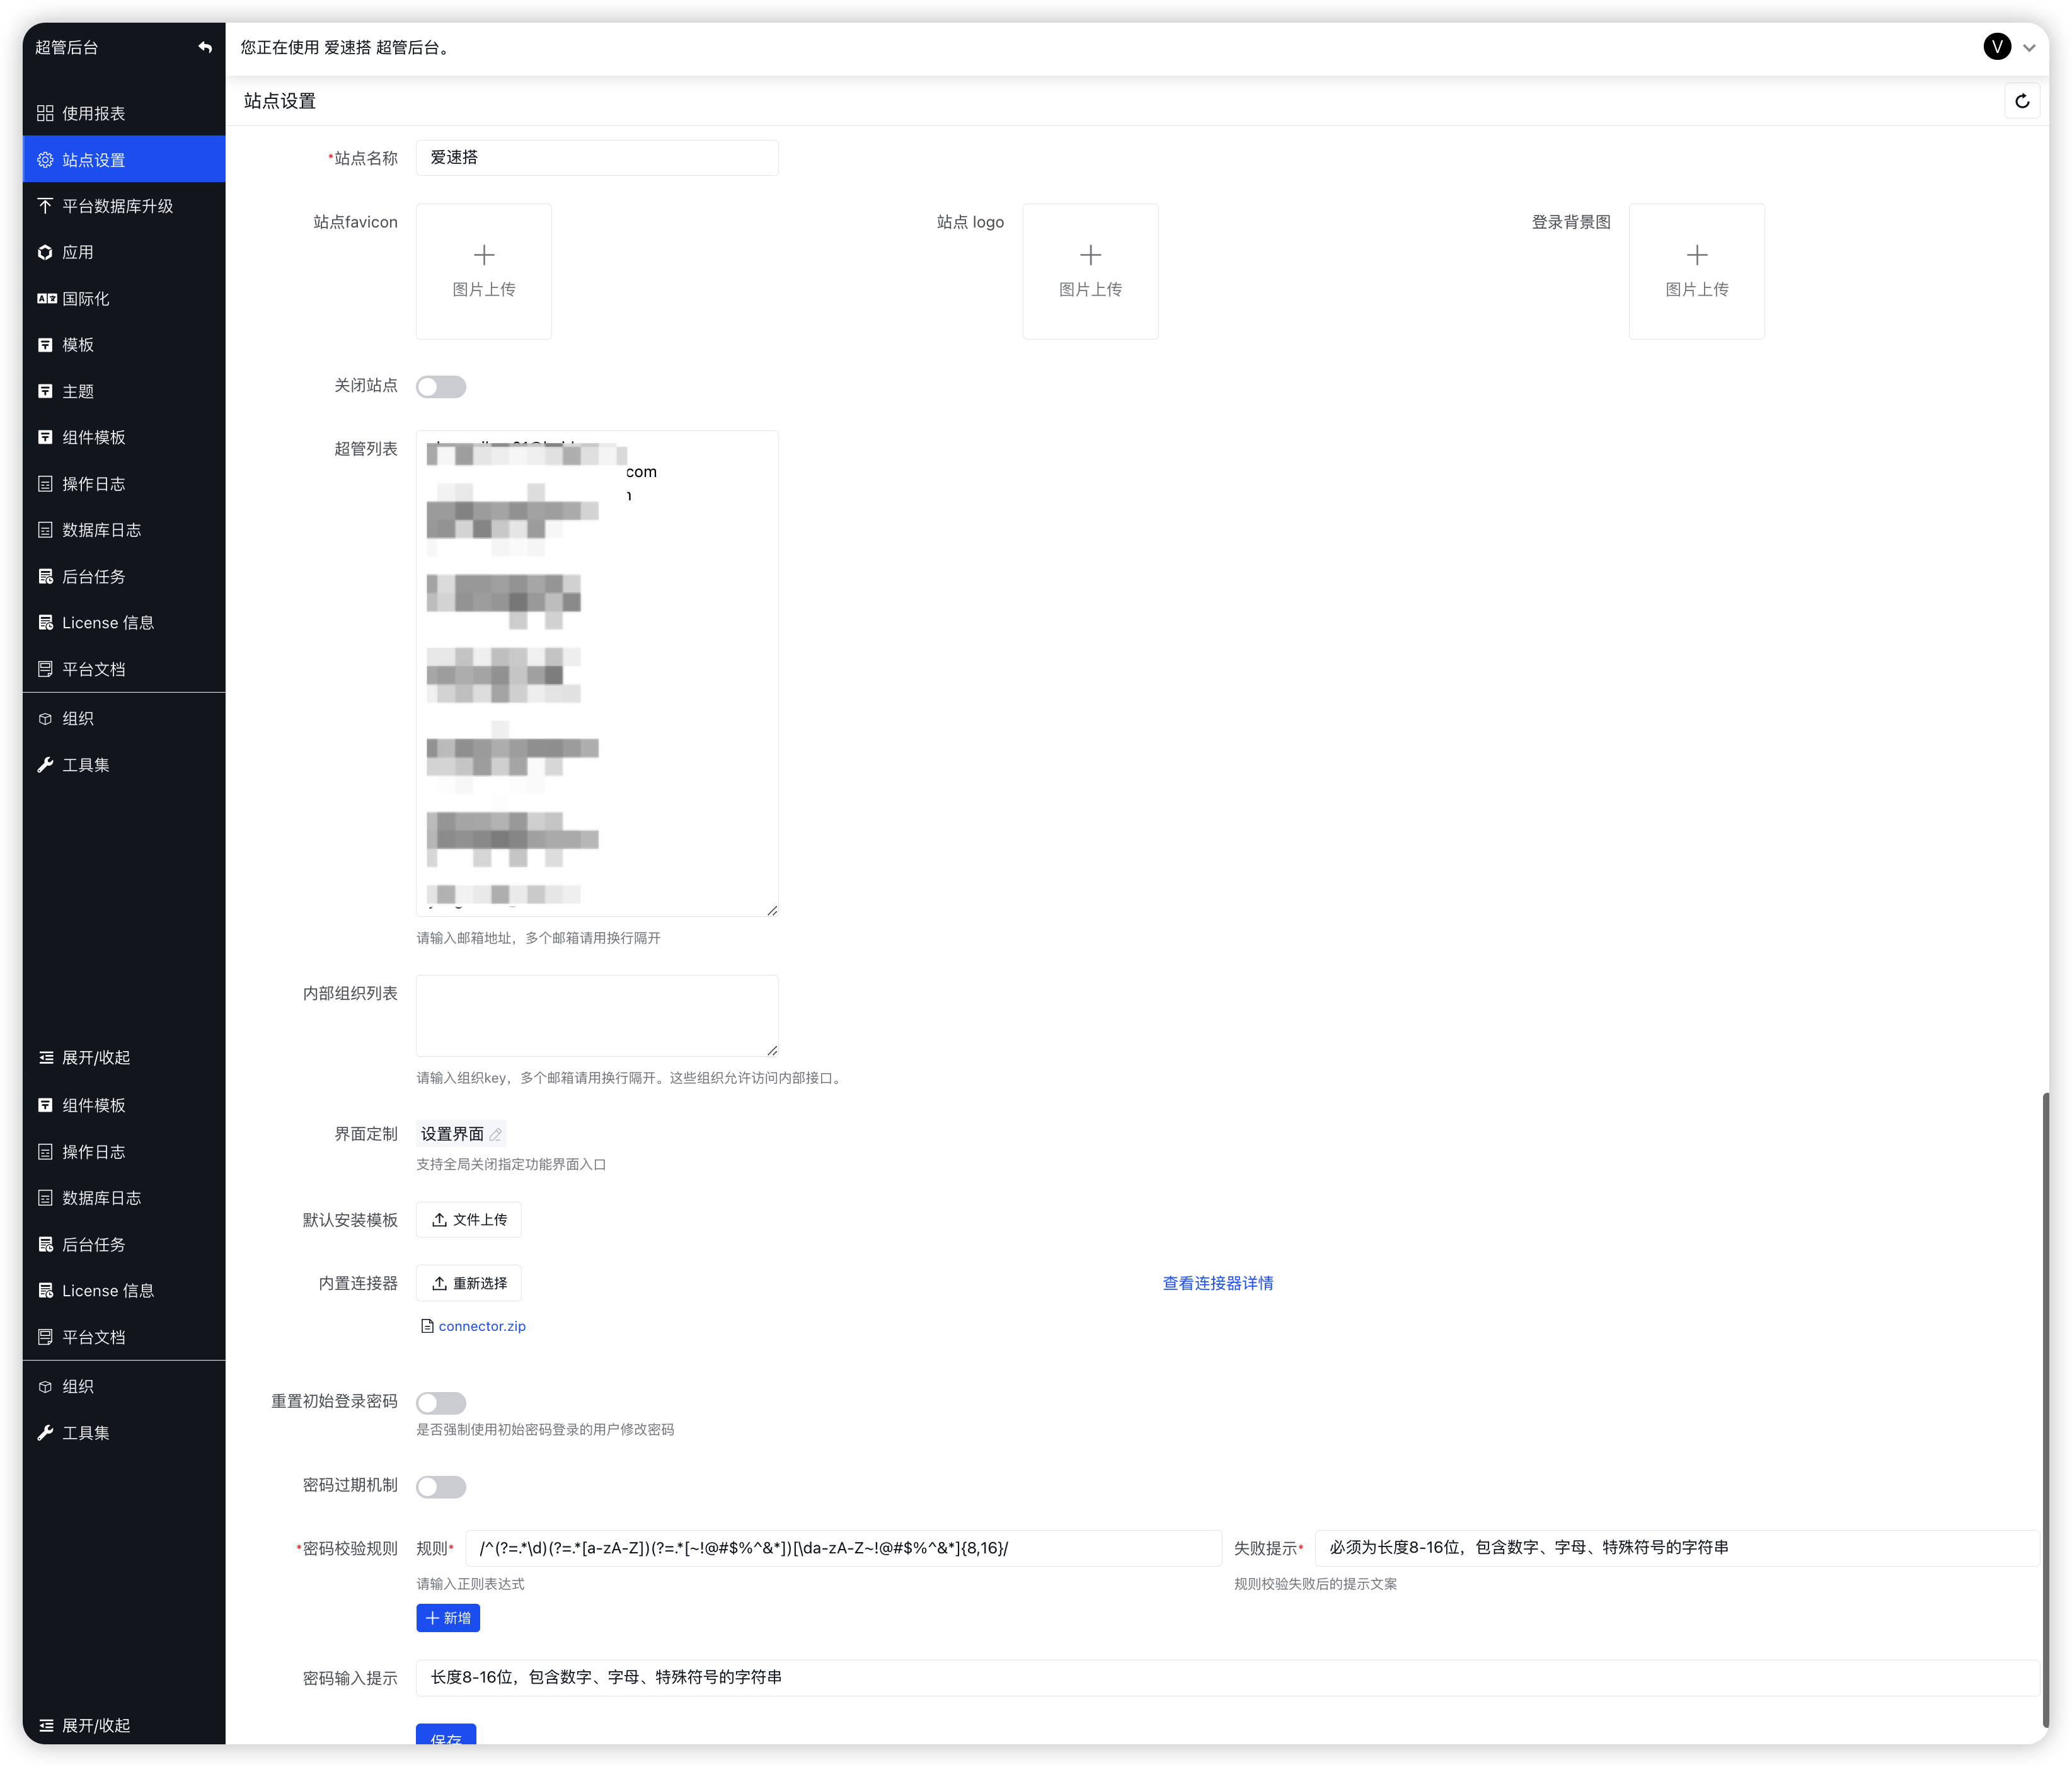 超管后台
您正在使用 爱速搭 超管后台。
V
使用报表
站点设置
平台数据库升级
应用
国际化
模板
主题
组件模板
操作日志
数据库日志
后台任务
License 信息
平台文档
组织
工具集
展开/收起
组件模板
操作日志
数据库日志
后台任务
License 信息
平台文档
组织
工具集
展开/收起
站点设置
*站点名称 爱速搭
站点favicon 图片上传
站点 logo 图片上传
登录背景图 图片上传
关闭站点
超管列表
com
请输入邮箱地址，多个邮箱请用换行隔开
内部组织列表
请输入组织key，多个邮箱请用换行隔开。这些组织允许访问内部接口。
界面定制 设置界面
支持全局关闭指定功能界面入口
默认安装模板 文件上传
内置连接器 重新选择 查看连接器详情
connector.zip
重置初始登录密码
是否强制使用初始密码登录的用户修改密码
密码过期机制
*密码校验规则 规则* /^(?=.*\d)(?=.*[a-zA-Z])(?=.*[~!@#$%^&*])[\da-zA-Z~!@#$%^&*]{8,16}/ 失败提示* 必须为长度8-16位，包含数字、字母、特殊符号的字符串
请输入正则表达式 规则校验失败后的提示文案
新增
密码输入提示 长度8-16位，包含数字、字母、特殊符号的字符串
保存